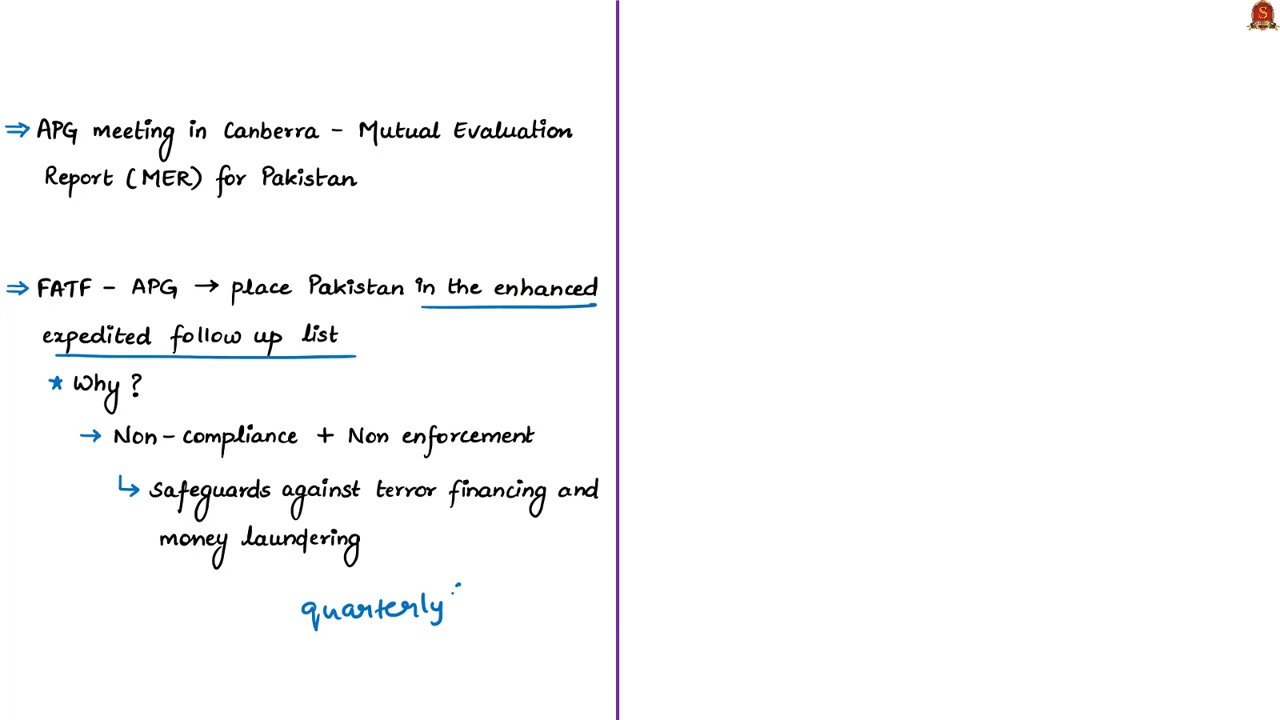 ⇒ APG meeting in Canberra - Mutual Evaluation
Report (MER) for Pakistan
⇒ FATF - APG → place Pakistan in the enhanced
expedited follow up list
* Why?
→ Non-compliance + Non enforcement
↳ safeguards against terror financing and
money laundering
quarterly
S